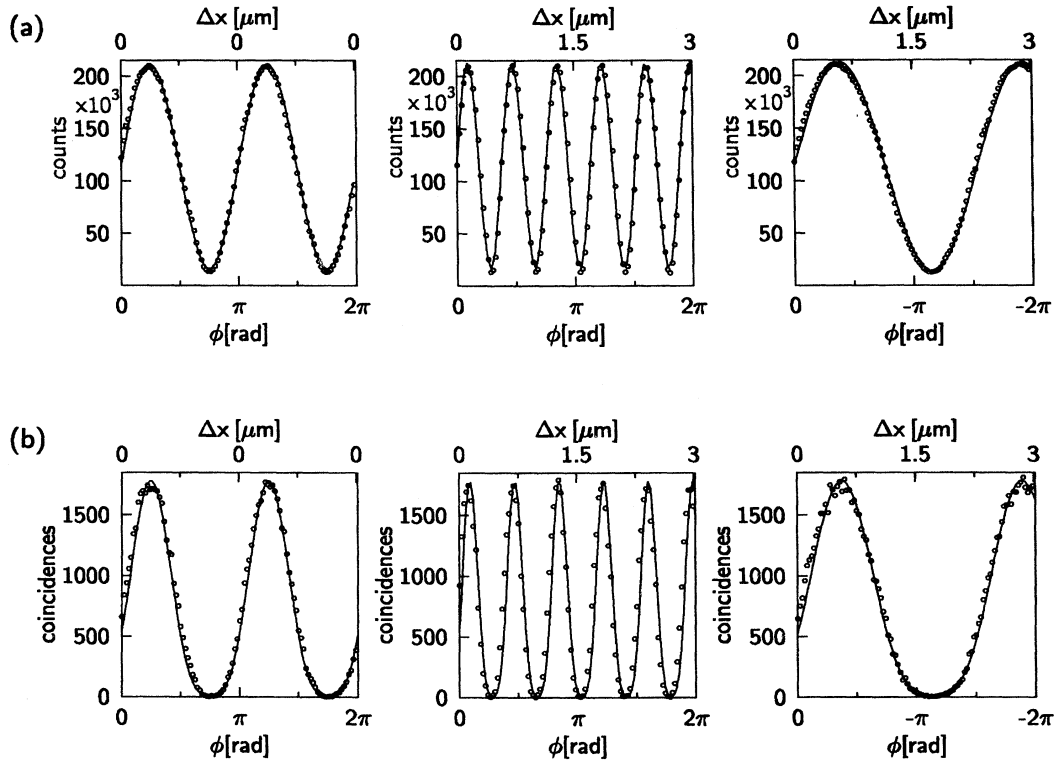 (a)
Δx [μm] Δx [μm] Δx [μm]
0 0 0 0 1.5 3 0 1.5 3
200 200 200
×10³ ×10³ ×10³
150 150 150
counts counts counts
100 100 100
50 50 50
0 π 2π 0 π 2π 0 -π -2π
ϕ[rad] ϕ[rad] ϕ[rad]
(b)
Δx [μm] Δx [μm] Δx [μm]
0 0 0 0 1.5 3 0 1.5 3
1500 1500 1500
coincidences coincidences coincidences
1000 1000 1000
500 500 500
0 0 0
0 π 2π 0 π 2π 0 -π -2π
ϕ[rad] ϕ[rad] ϕ[rad]